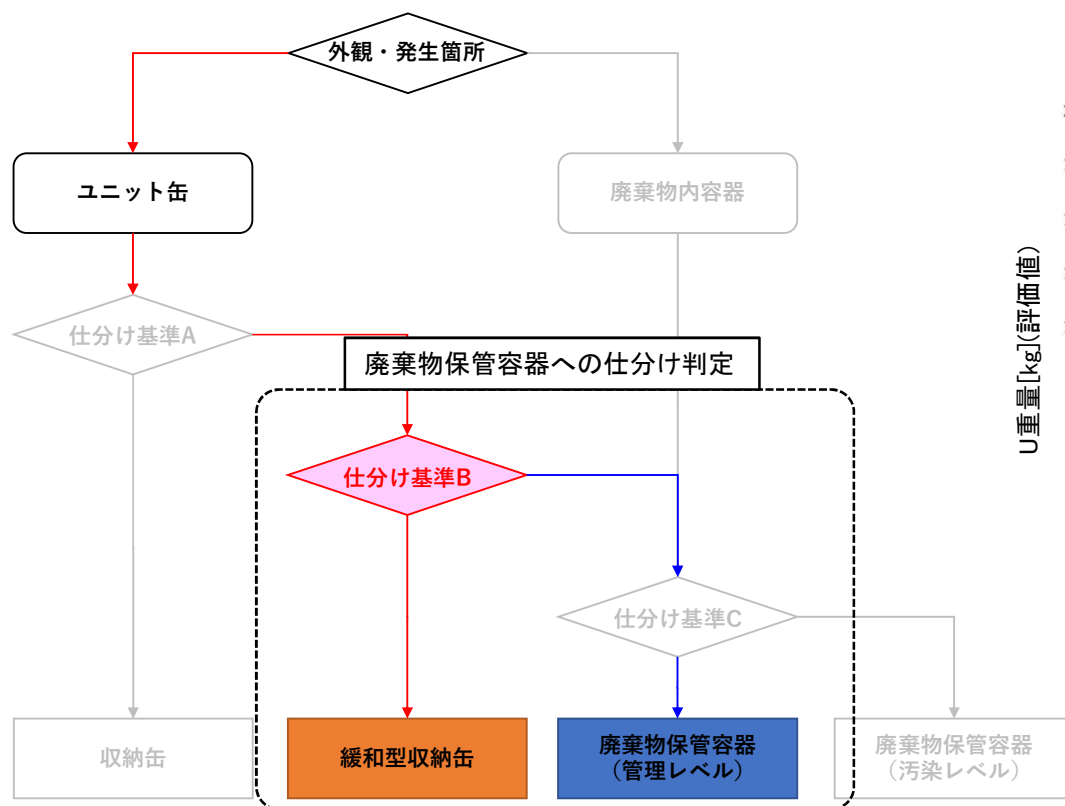 外観・発生箇所
ユニット缶
廃棄物内容器
仕分け基準A
廃棄物保管容器への仕分け判定
U重量[kg](評価値)
仕分け基準B
仕分け基準C
収納缶
緩和型収納缶
廃棄物保管容器
（管理レベル）
廃棄物保管容器
（汚染レベル）